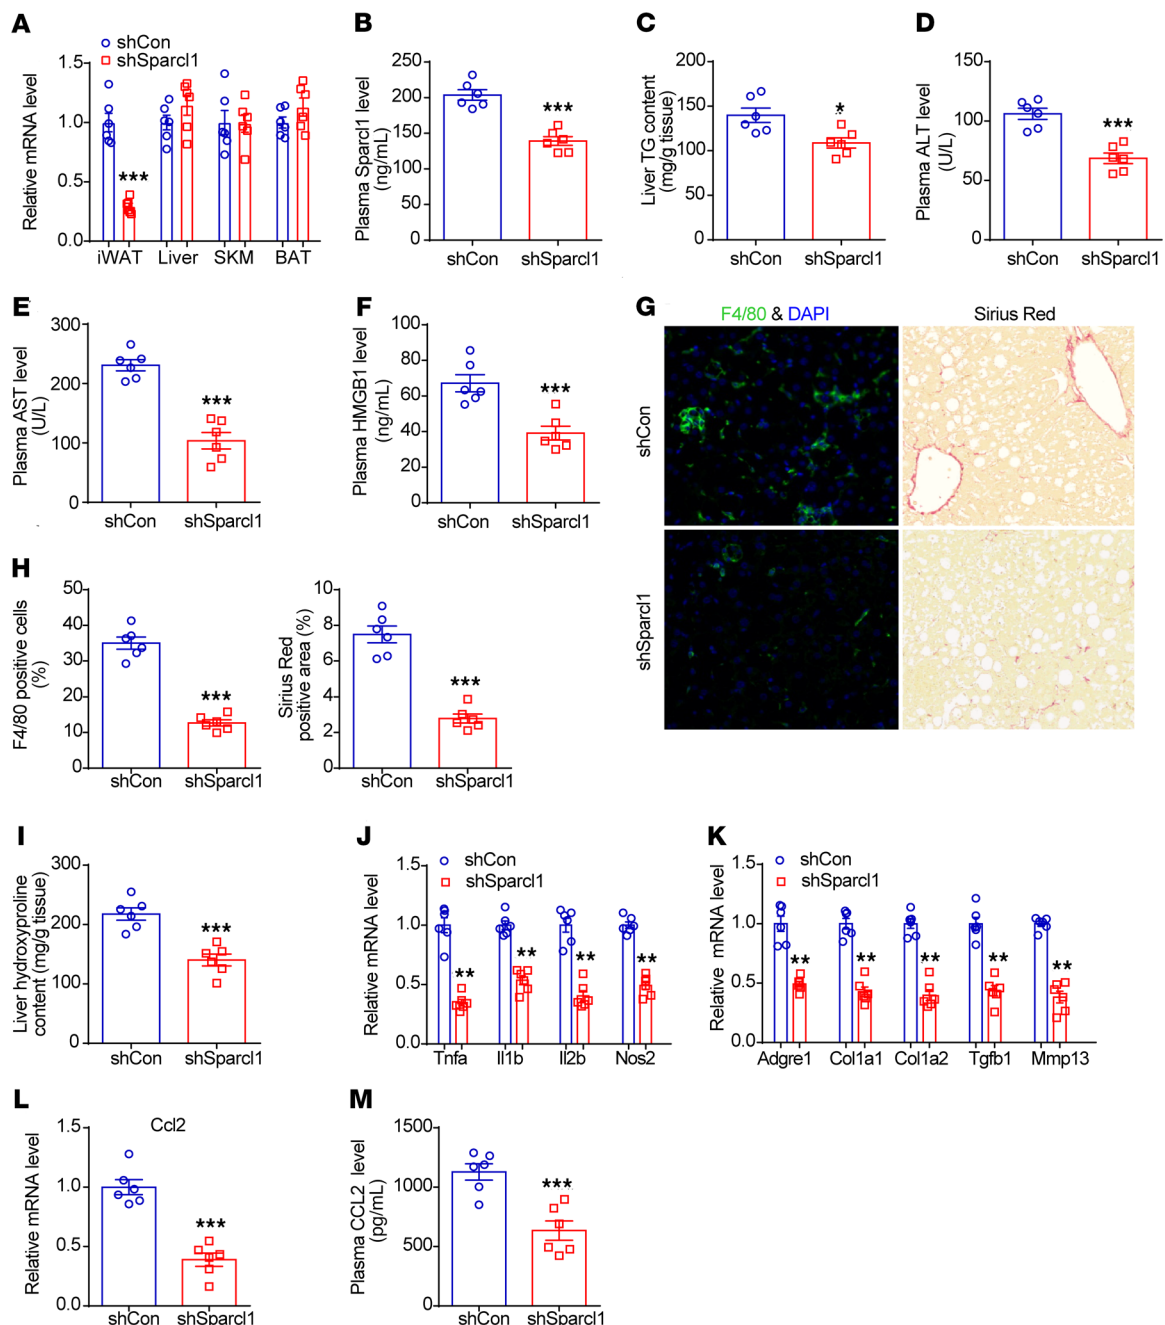 A
shCon
shSparcl1
Relative mRNA level
1.5
1.0
0.5
0.0
***
iWAT
Liver
SKM
BAT
B
Plasma Sparcl1 level
(ng/mL)
250
200
150
100
50
0
***
shCon
shSparcl1
C
Liver TG content
(mg/g tissue)
200
150
100
50
0
*
shCon
shSparcl1
D
Plasma ALT level
(U/L)
150
100
50
0
***
shCon
shSparcl1
E
Plasma AST level
(U/L)
300
200
100
0
***
shCon
shSparcl1
F
Plasma HMGB1 level
(ng/mL)
100
80
60
40
20
0
***
shCon
shSparcl1
G
F4/80 & DAPI
Sirius Red
shCon
shSparcl1
H
F4/80 positive cells
(%)
50
40
30
20
10
0
***
shCon
shSparcl1
Sirius Red
positive area (%)
10
8
6
4
2
0
***
shCon
shSparcl1
I
Liver hydroxyproline
content (mg/g tissue)
300
200
100
0
***
shCon
shSparcl1
J
shCon
shSparcl1
Relative mRNA level
1.5
1.0
0.5
0.0
**
**
**
**
Tnfa
Il1b
Il2b
Nos2
K
shCon
shSparcl1
Relative mRNA level
1.5
1.0
0.5
0.0
**
**
**
**
**
Adgre1
Col1a1
Col1a2
Tgfb1
Mmp13
L
Ccl2
Relative mRNA level
1.5
1.0
0.5
0.0
***
shCon
shSparcl1
M
Plasma CCL2 level
(pg/mL)
1500
1000
500
0
***
shCon
shSparcl1